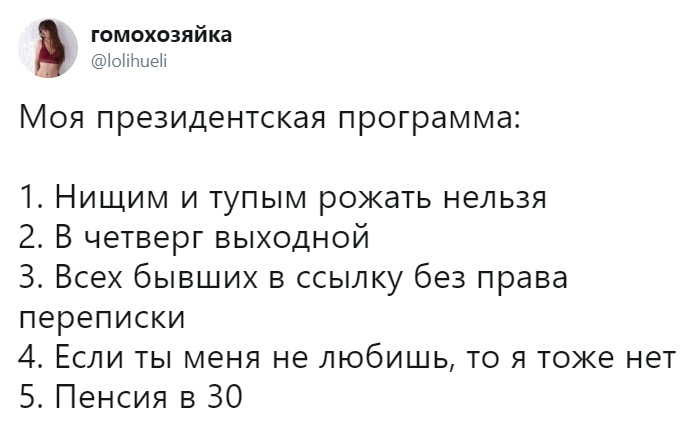 гомохозяйка
@lolihueli
Моя президентская программа:
1. Нищим и тупым рожать нельзя
2. В четверг выходной
3. Всех бывших в ссылку без права
переписки
4. Если ты меня не любишь, то я тоже нет
5. Пенсия в 30